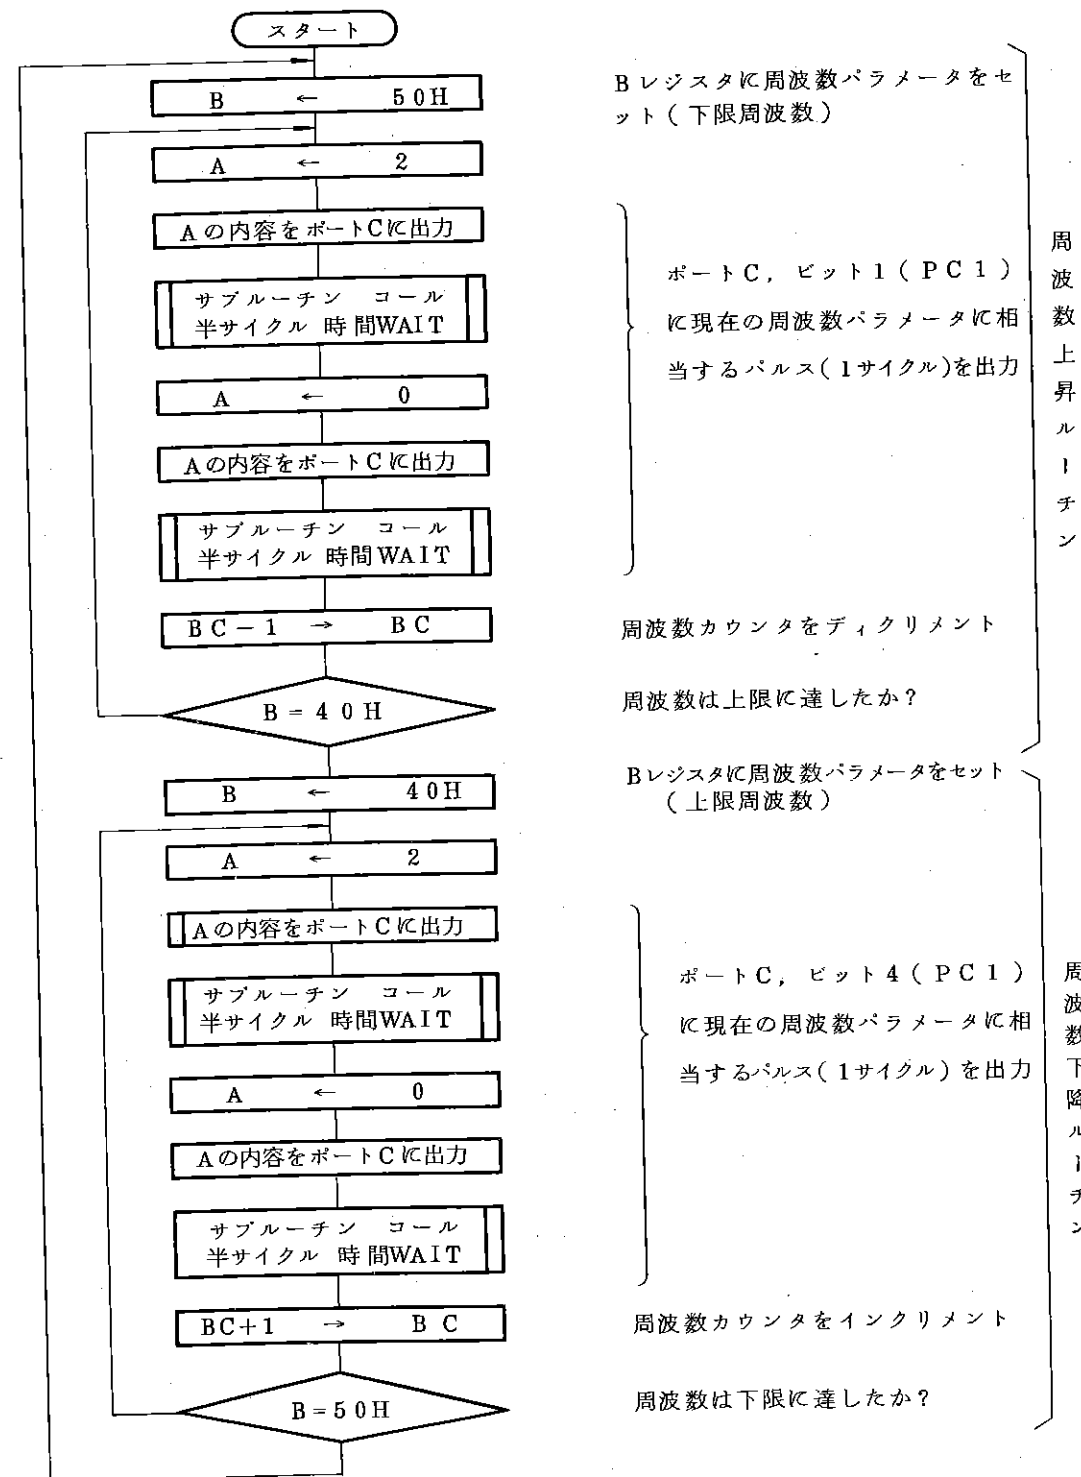 スタート
B ← 50H
Bレジスタに周波数パラメータをセ
ット(下限周波数)
A ← 2
Aの内容をポートCに出力
サブルーチン コール
半サイクル 時間WAIT
ポートC, ビット1(PC1)
に現在の周波数パラメータに相
当するパルス(1サイクル)を出力
A ← 0
Aの内容をポートCに出力
サブルーチン コール
半サイクル 時間WAIT
BC-1 → BC
周波数カウンタをディクリメント
B=40H
周波数は上限に達したか?
周波数上昇ルーチン
B ← 40H
Bレジスタに周波数パラメータをセット
(上限周波数)
A ← 2
Aの内容をポートCに出力
サブルーチン コール
半サイクル 時間WAIT
ポートC, ビット4(PC1)
に現在の周波数パラメータに相
当するパルス(1サイクル)を出力
A ← 0
Aの内容をポートCに出力
サブルーチン コール
半サイクル 時間WAIT
BC+1 → BC
周波数カウンタをインクリメント
B=50H
周波数は下限に達したか?
周波数下降ルーチン